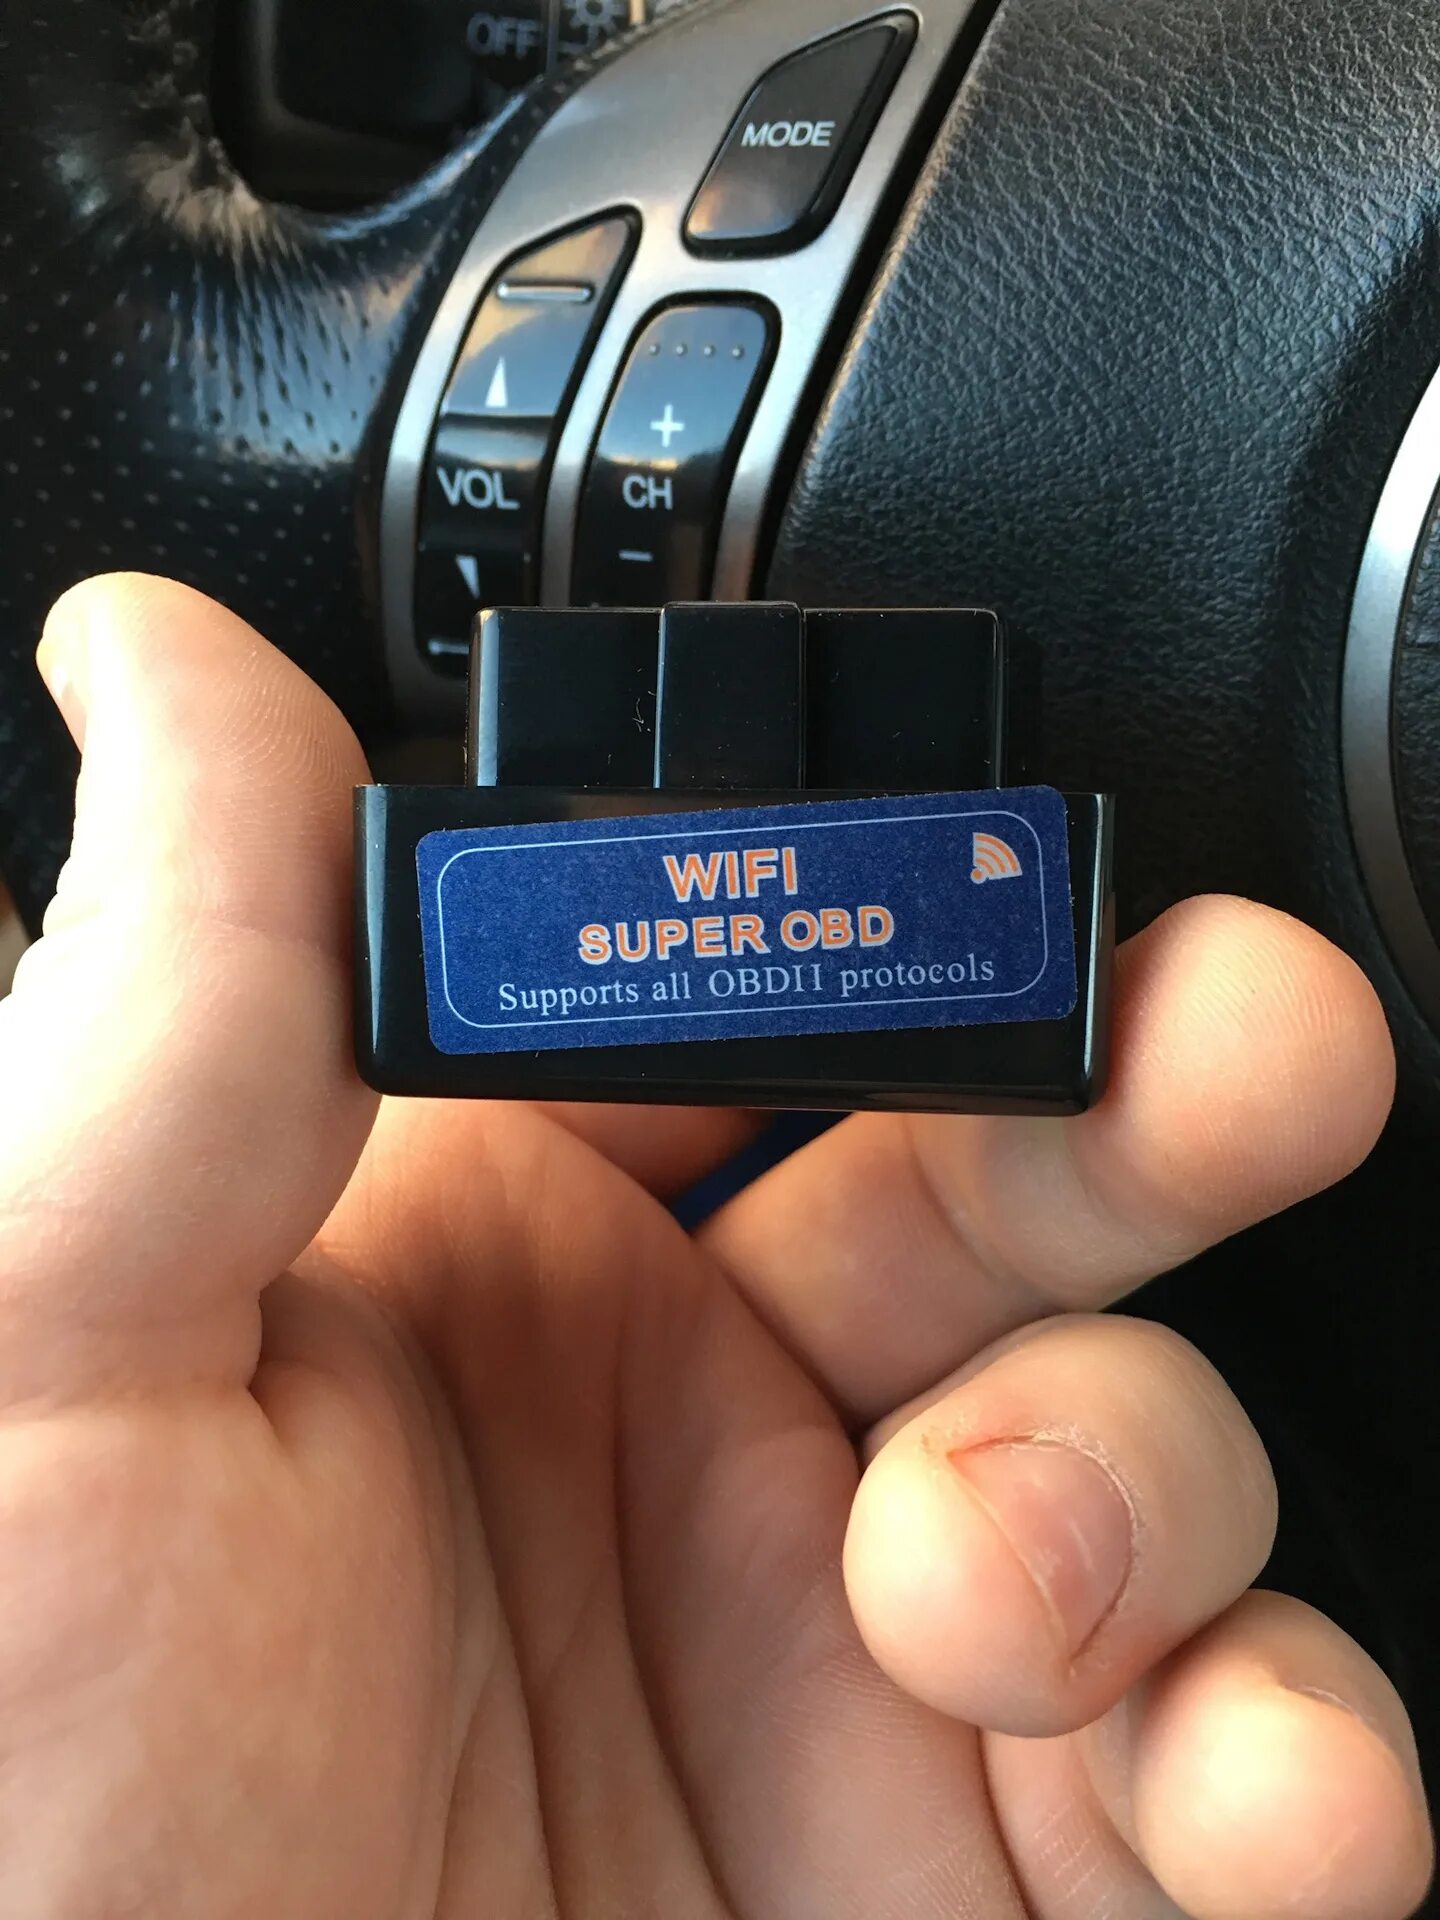 OFF
MODE
+
VOL
CH
-
WIFI
SUPER OBD
Supports all OBDII protocols